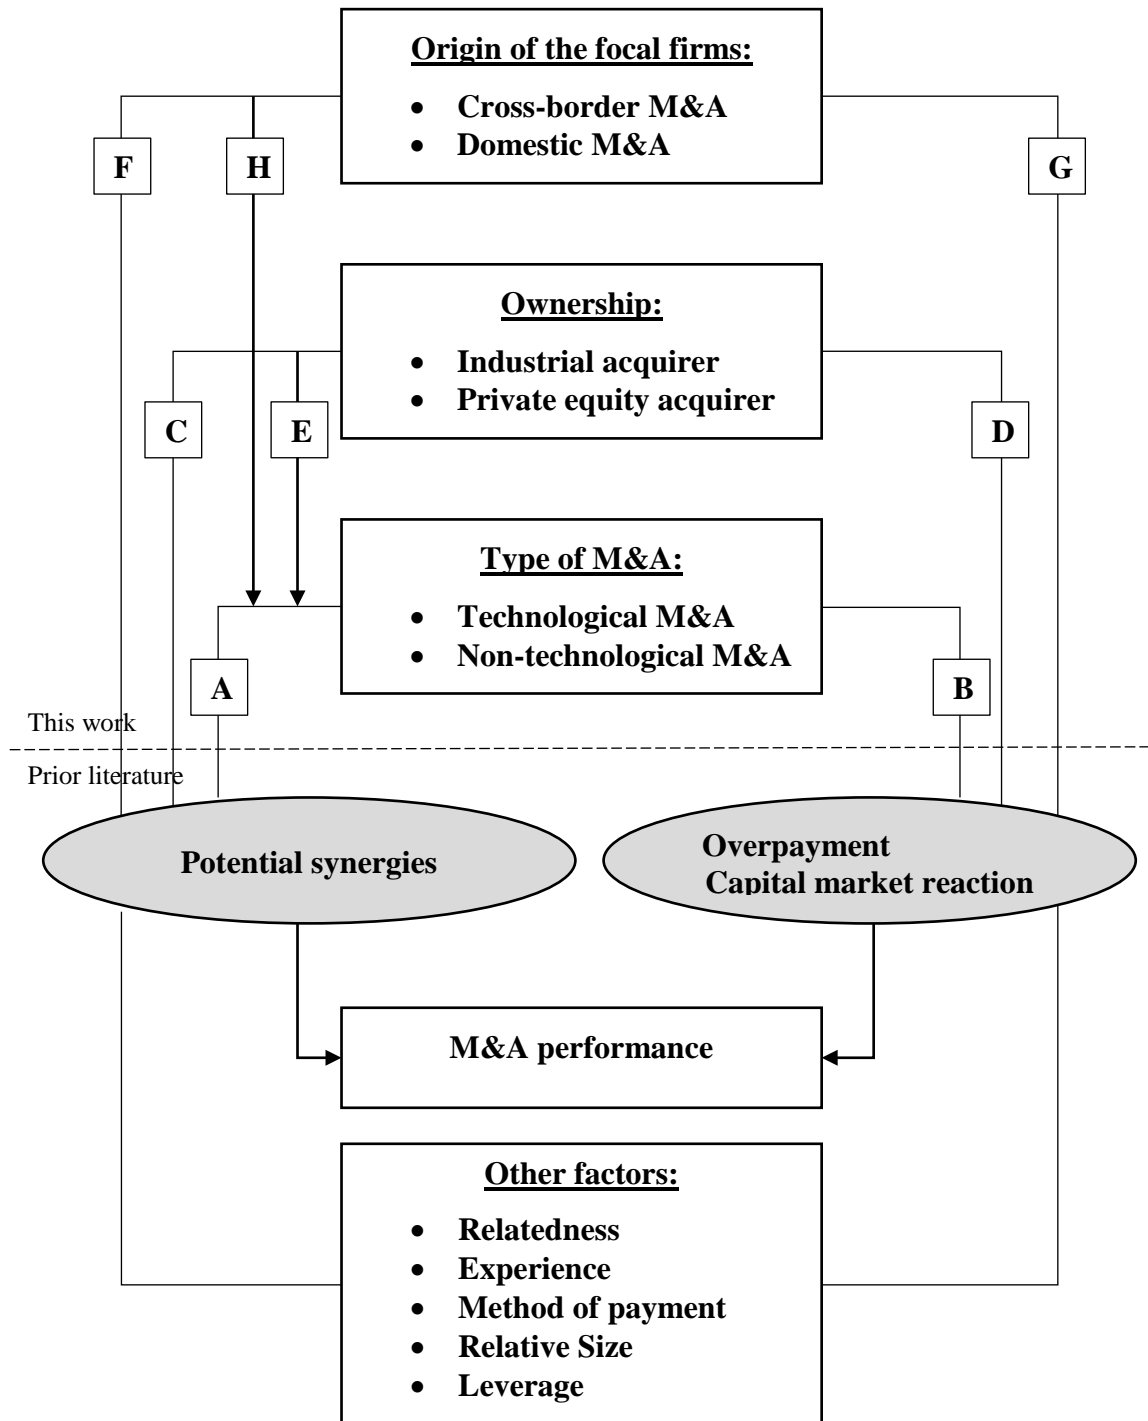 Origin of the focal firms:
• Cross-border M&A
• Domestic M&A
F
H
G
Ownership:
• Industrial acquirer
• Private equity acquirer
C
E
D
Type of M&A:
• Technological M&A
• Non-technological M&A
A
B
This work
Prior literature
Potential synergies
Overpayment
Capital market reaction
M&A performance
Other factors:
• Relatedness
• Experience
• Method of payment
• Relative Size
• Leverage